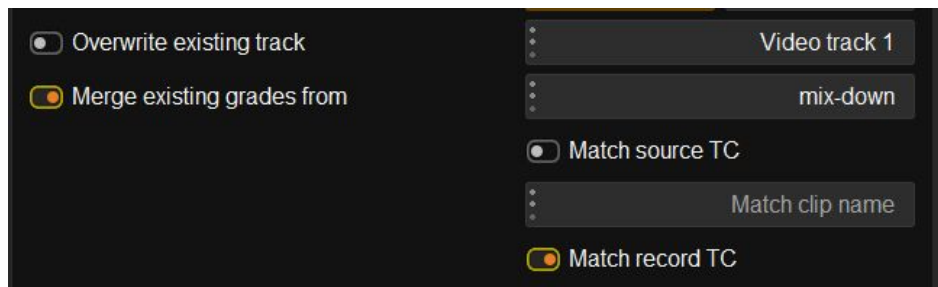 Overwrite existing track
Video track 1
Merge existing grades from
mix-down
Match source TC
Match clip name
Match record TC